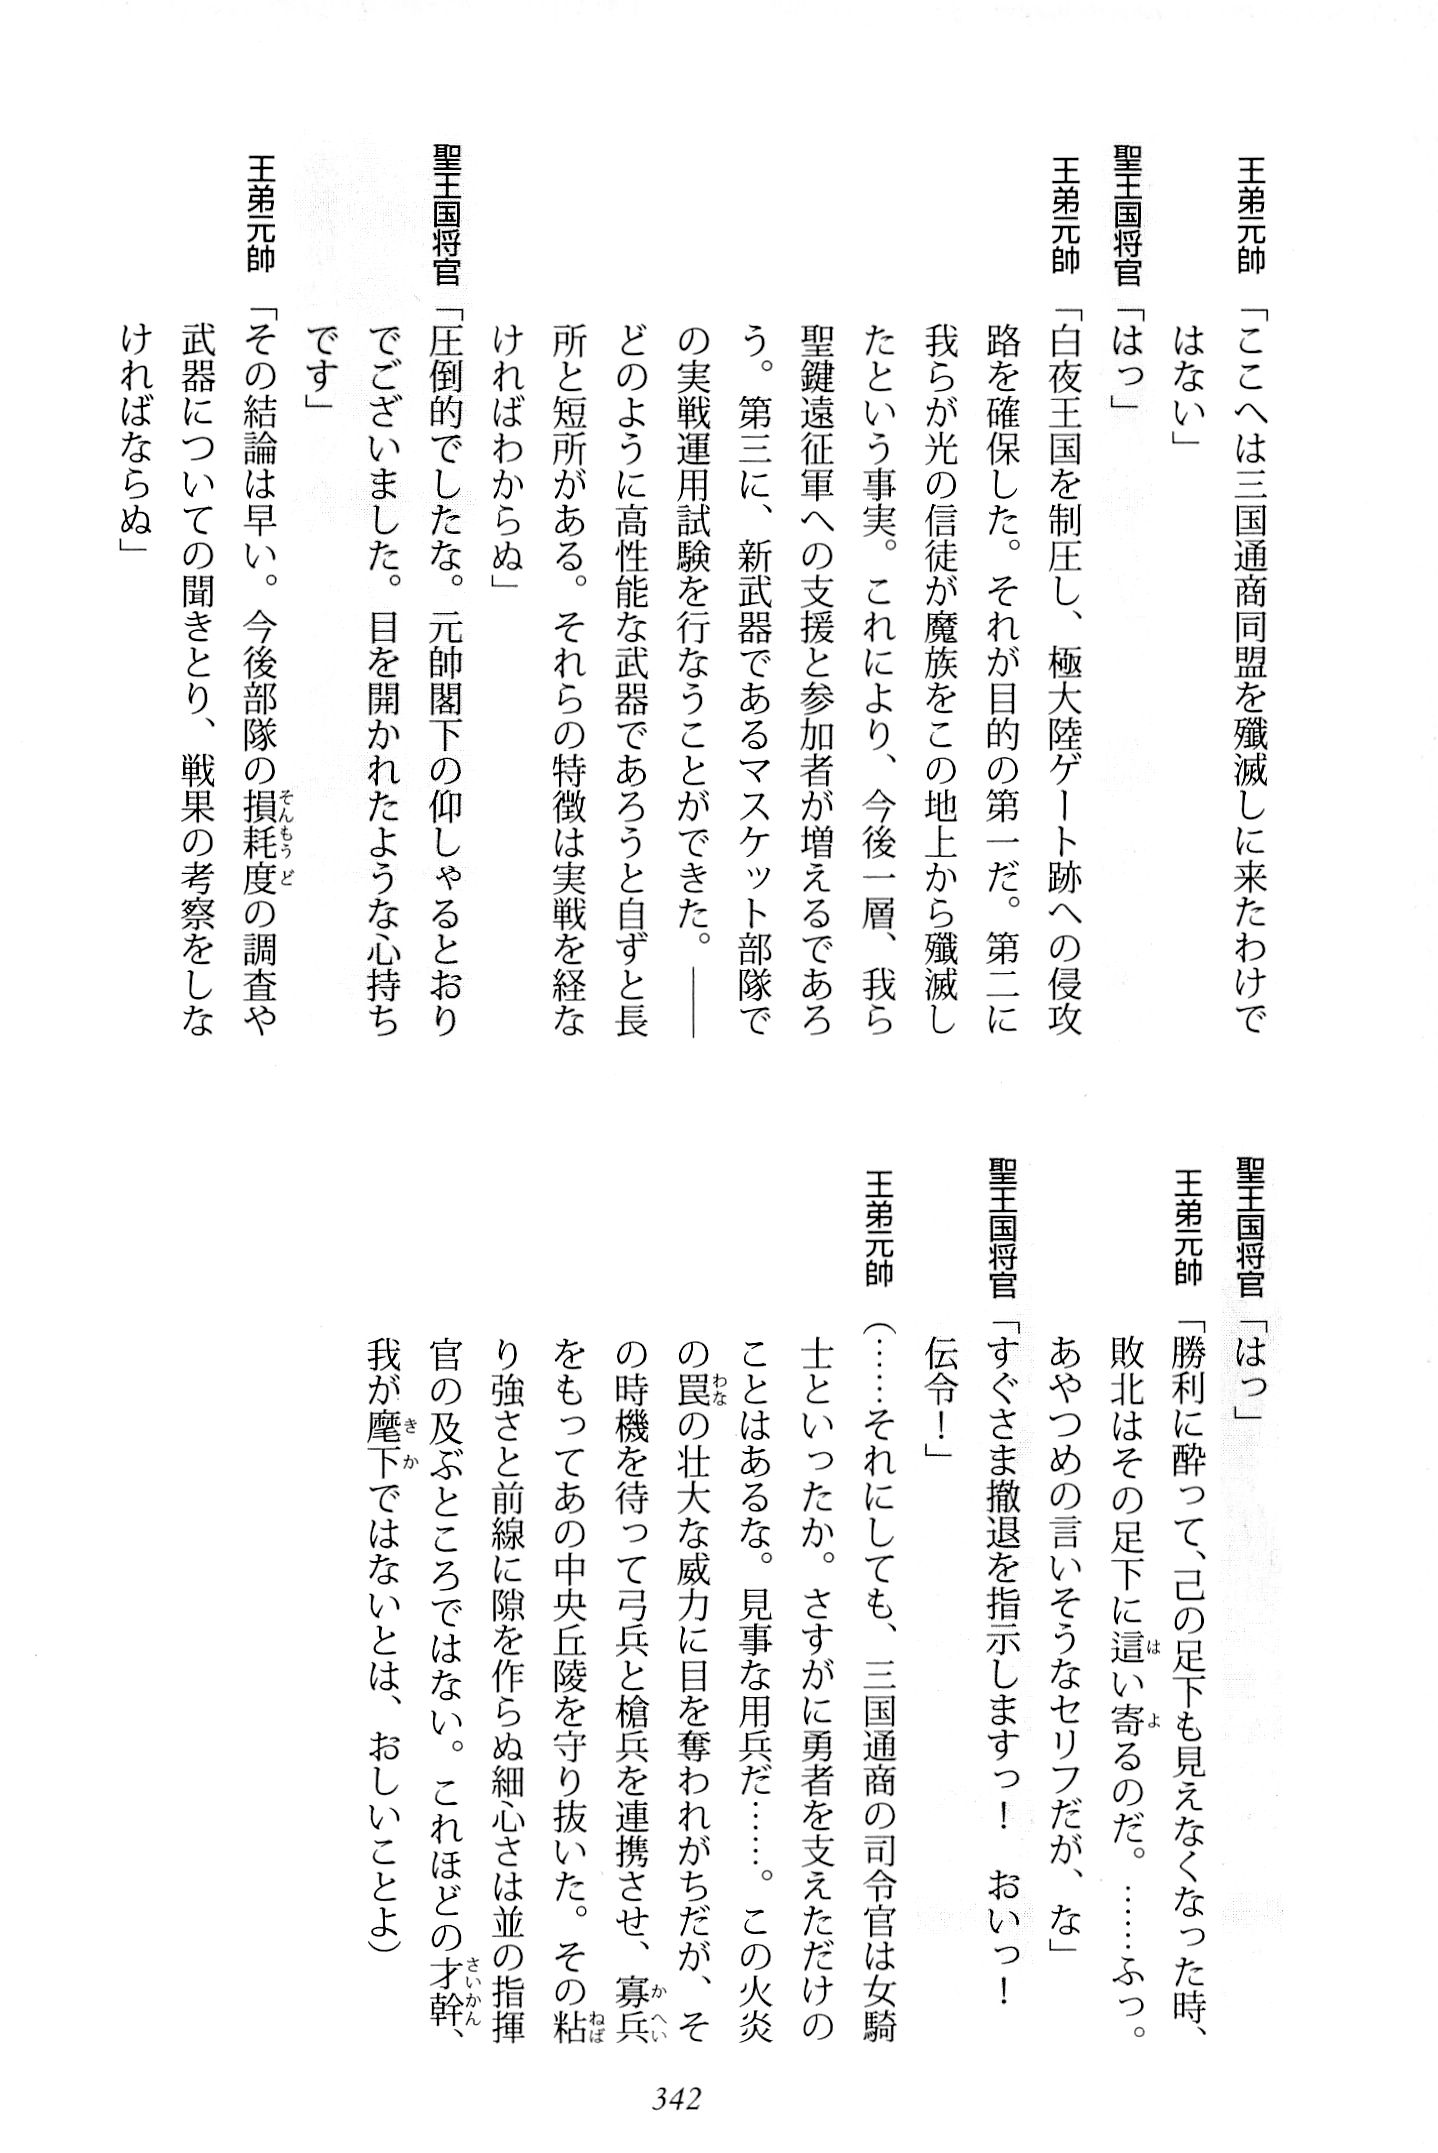 王弟元帥「ここへは三国通商同盟を殲滅しに来たわけで
はない」
聖王国将官「はっ」
王弟元帥「白夜王国を制圧し、極大陸ゲート跡への侵攻
路を確保した。それが目的の第一だ。第二に
我らが光の信徒が魔族をこの地上から殲滅し
たという事実。これにより、今後一層、我ら
聖鍵遠征軍への支援と参加者が増えるであろ
う。第三に、新武器であるマスケット部隊で
の実戦運用試験を行なうことができた。――
どのように高性能な武器であろうと自ずと長
所と短所がある。それらの特徴は実戦を経な
ければわからぬ」
聖王国将官「圧倒的でしたな。元帥閣下の仰しゃるとおり
でございました。目を開かれたような心持ち
です」
王弟元帥「その結論は早い。今後部隊の損耗度の調査や
武器についての聞きとり、戦果の考察をしな
ければならぬ」
聖王国将官「はっ」
王弟元帥「勝利に酔って、己の足下も見えなくなった時、
敗北はその足下に這い寄るのだ。……ふっ。
あやつめの言いそうなセリフだが、な」
聖王国将官「すぐさま撤退を指示しますっ！　おいっ！
伝令！」
王弟元帥（……それにしても、三国通商の司令官は女騎
士といったか。さすがに勇者を支えただけの
ことはあるな。見事な用兵だ……。この火炎
の罠の壮大な威力に目を奪われがちだが、そ
の時機を待って弓兵と槍兵を連携させ、寡兵
をもってあの中央丘陵を守り抜いた。その粘
り強さと前線に隙を作らぬ細心さは並の指揮
官の及ぶところではない。これほどの才幹、
我が麾下ではないとは、おしいことよ）
342